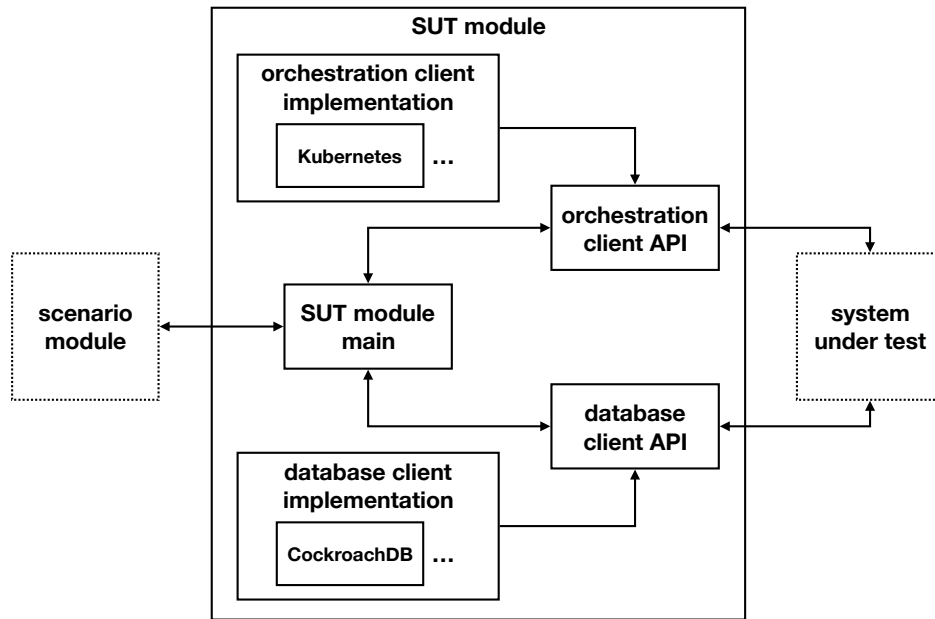 SUT module
orchestration client
implementation
Kubernetes
...
orchestration
client API
scenario
module
SUT module
main
system
under test
database
client API
database client
implementation
CockroachDB
...